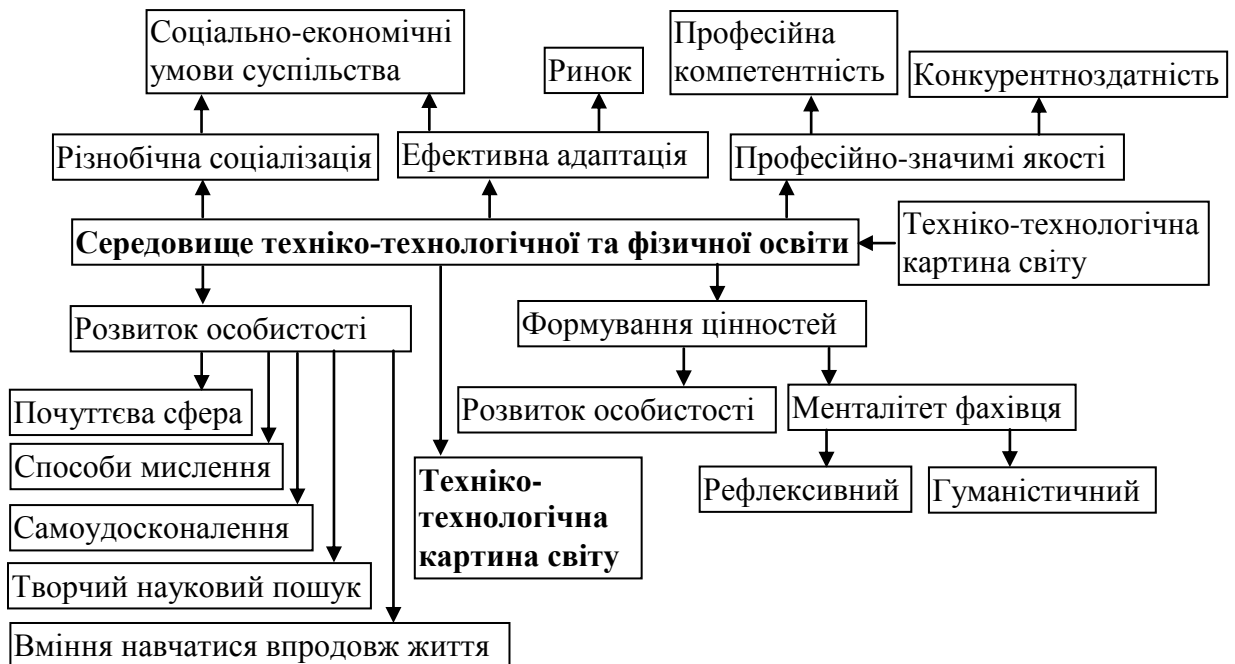 Соціально-економічні
умови суспільства
Ринок
Професійна
компетентність
Конкурентноздатність
Різнобічна соціалізація
Ефективна адаптація
Професійно-значимі якості
Середовище техніко-технологічної та фізичної освіти
Техніко-технологічна
картина світу
Розвиток особистості
Формування цінностей
Почуттєва сфера
Способи мислення
Самоудосконалення
Творчий науковий пошук
Вміння навчатися впродовж життя
Техніко-
технологічна
картина світу
Розвиток особистості
Менталітет фахівця
Рефлексивний
Гуманістичний